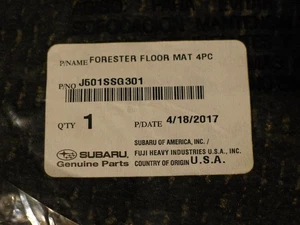 P/NAME FORESTER FLOOR MAT 4PC
P/NO J501SSG301
Q'TY 1 P/DATE 4/18/2017
SUBARU OF AMERICA, INC. /
FUJI HEAVY INDUSTRIES U.S.A., INC.
COUNTRY OF ORIGIN U.S.A.
SUBARU
Genuine Parts